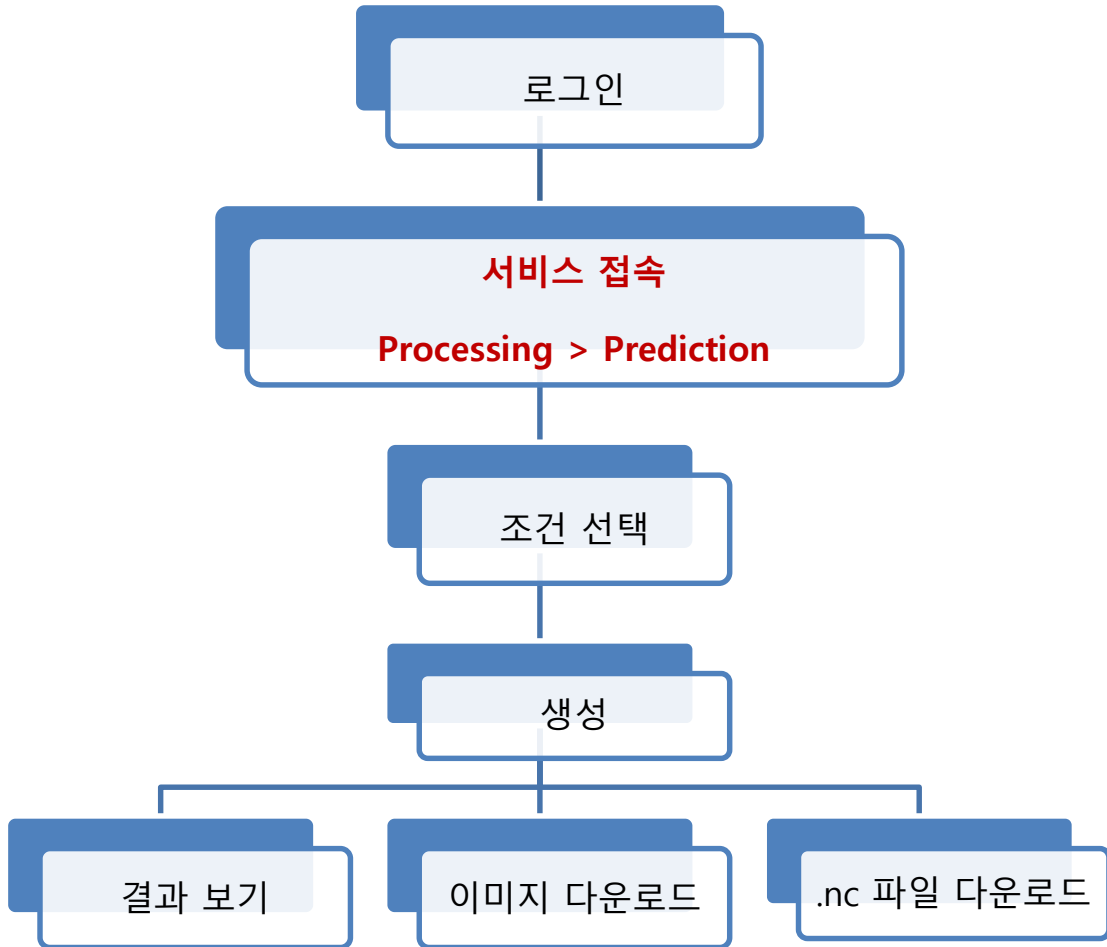 로그인
서비스 접속
Processing > Prediction
조건 선택
생성
결과 보기
이미지 다운로드
.nc 파일 다운로드